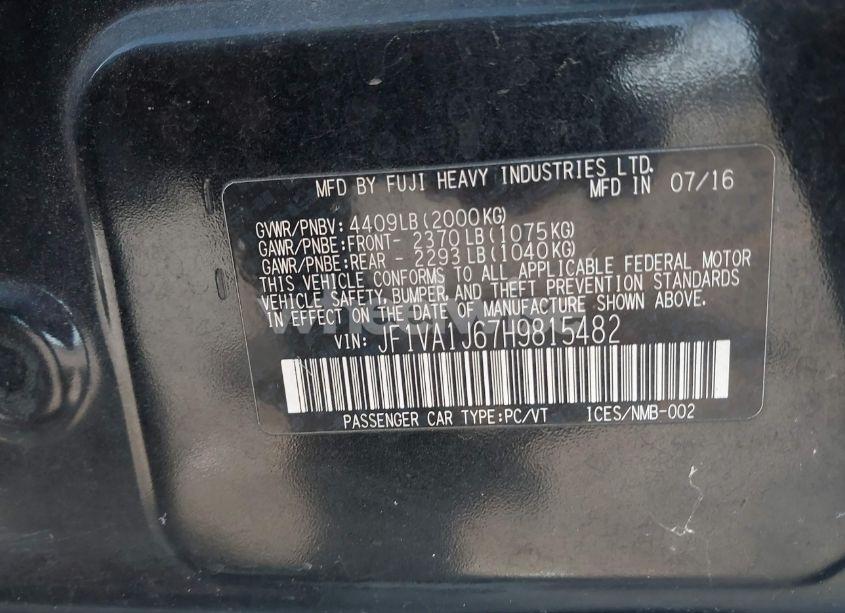 MFD BY FUJI HEAVY INDUSTRIES LTD.
MFD IN 07/16
GVWR/PNBV: 4409LB(2000KG)
GAWR/PNBE:FRONT- 2370LB(1075KG)
GAWR/PNBE:REAR - 2293LB(1040KG)
THIS VEHICLE CONFORMS TO ALL APPLICABLE FEDERAL MOTOR
VEHICLE SAFETY, BUMPER, AND THEFT PREVENTION STANDARDS
IN EFFECT ON THE DATE OF MANUFACTURE SHOWN ABOVE.
VIN: JF1VA1J67H9815482
PASSENGER CAR TYPE:PC/VT ICES/NMB-002